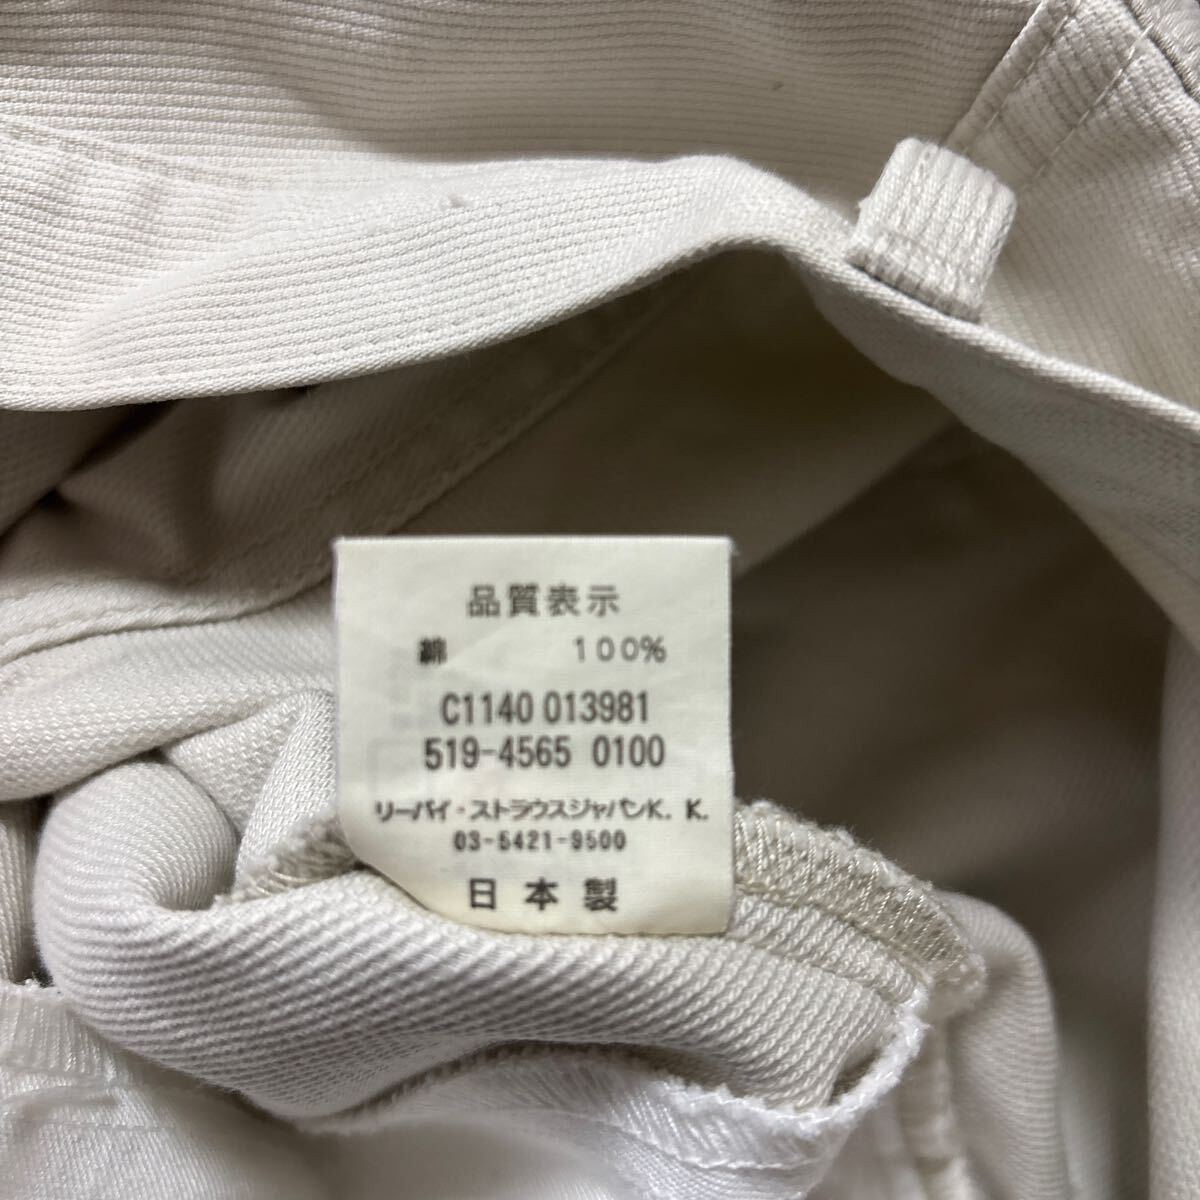 品質表示
綿 100%
C1140 013981
519-4565 0100
リーバイ・ストラウスジャパンK. K.
03-5421-9500
日本製